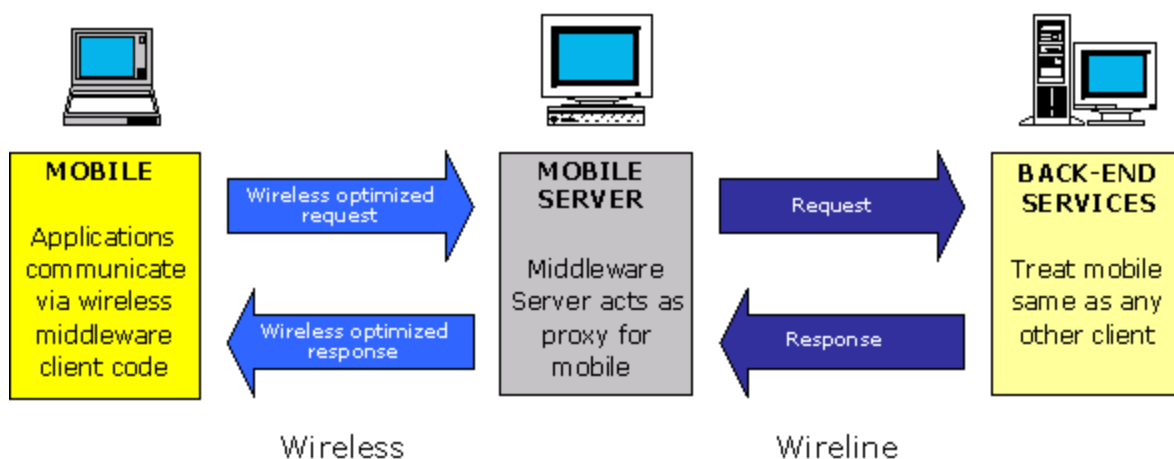 MOBILE
Applications
communicate
via wireless
middleware
client code
Wireless optimized
request
Wireless optimized
response
MOBILE
SERVER
Middleware
Server acts as
proxy for
mobile
Request
Response
BACK-END
SERVICES
Treat mobile
same as any
other client
Wireless
Wireline